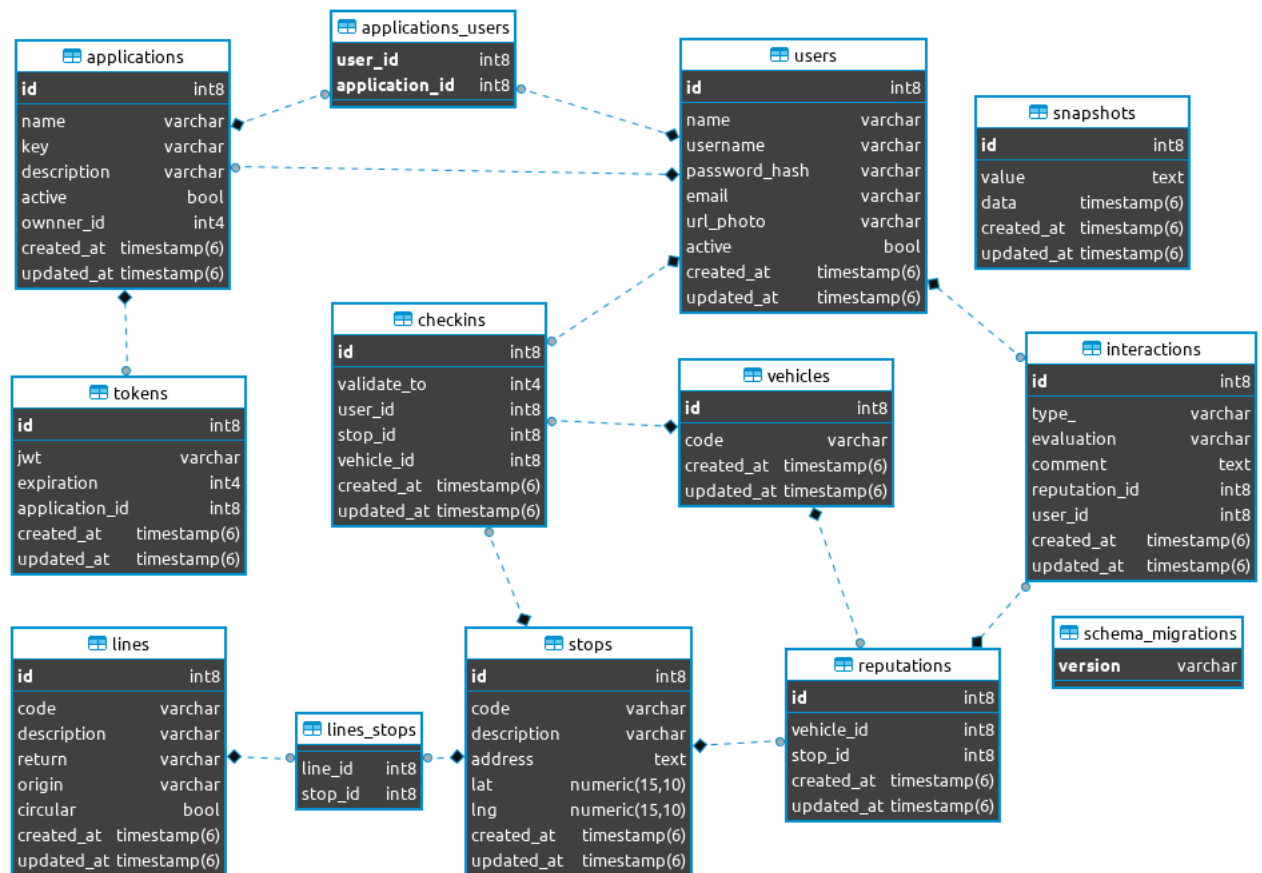 applications
id int8
name varchar
key varchar
description varchar
active bool
ownner_id int4
created_at timestamp(6)
updated_at timestamp(6)
applications_users
user_id int8
application_id int8
users
id int8
name varchar
username varchar
password_hash varchar
email varchar
url_photo varchar
active bool
created_at timestamp(6)
updated_at timestamp(6)
snapshots
id int8
value text
data timestamp(6)
created_at timestamp(6)
updated_at timestamp(6)
checkins
id int8
validate_to int4
user_id int8
stop_id int8
vehicle_id int8
created_at timestamp(6)
updated_at timestamp(6)
vehicles
id int8
code varchar
created_at timestamp(6)
updated_at timestamp(6)
interactions
id int8
type_ varchar
evaluation varchar
comment text
reputation_id int8
user_id int8
created_at timestamp(6)
updated_at timestamp(6)
tokens
id int8
jwt varchar
expiration int4
application_id int8
created_at timestamp(6)
updated_at timestamp(6)
lines
id int8
code varchar
description varchar
return varchar
origin varchar
circular bool
created_at timestamp(6)
updated_at timestamp(6)
lines_stops
line_id int8
stop_id int8
stops
id int8
code varchar
description varchar
address text
lat numeric(15,10)
lng numeric(15,10)
created_at timestamp(6)
updated_at timestamp(6)
reputations
id int8
vehicle_id int8
stop_id int8
created_at timestamp(6)
updated_at timestamp(6)
schema_migrations
version varchar